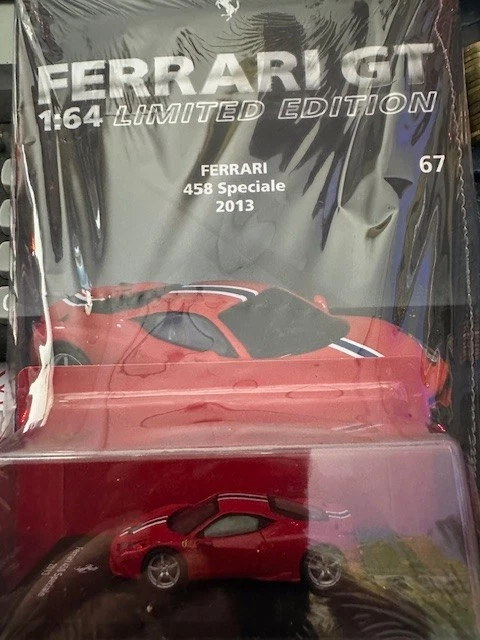 FERRARI GT
1:64 LIMITED EDITION
67
FERRARI
458 Speciale
2013